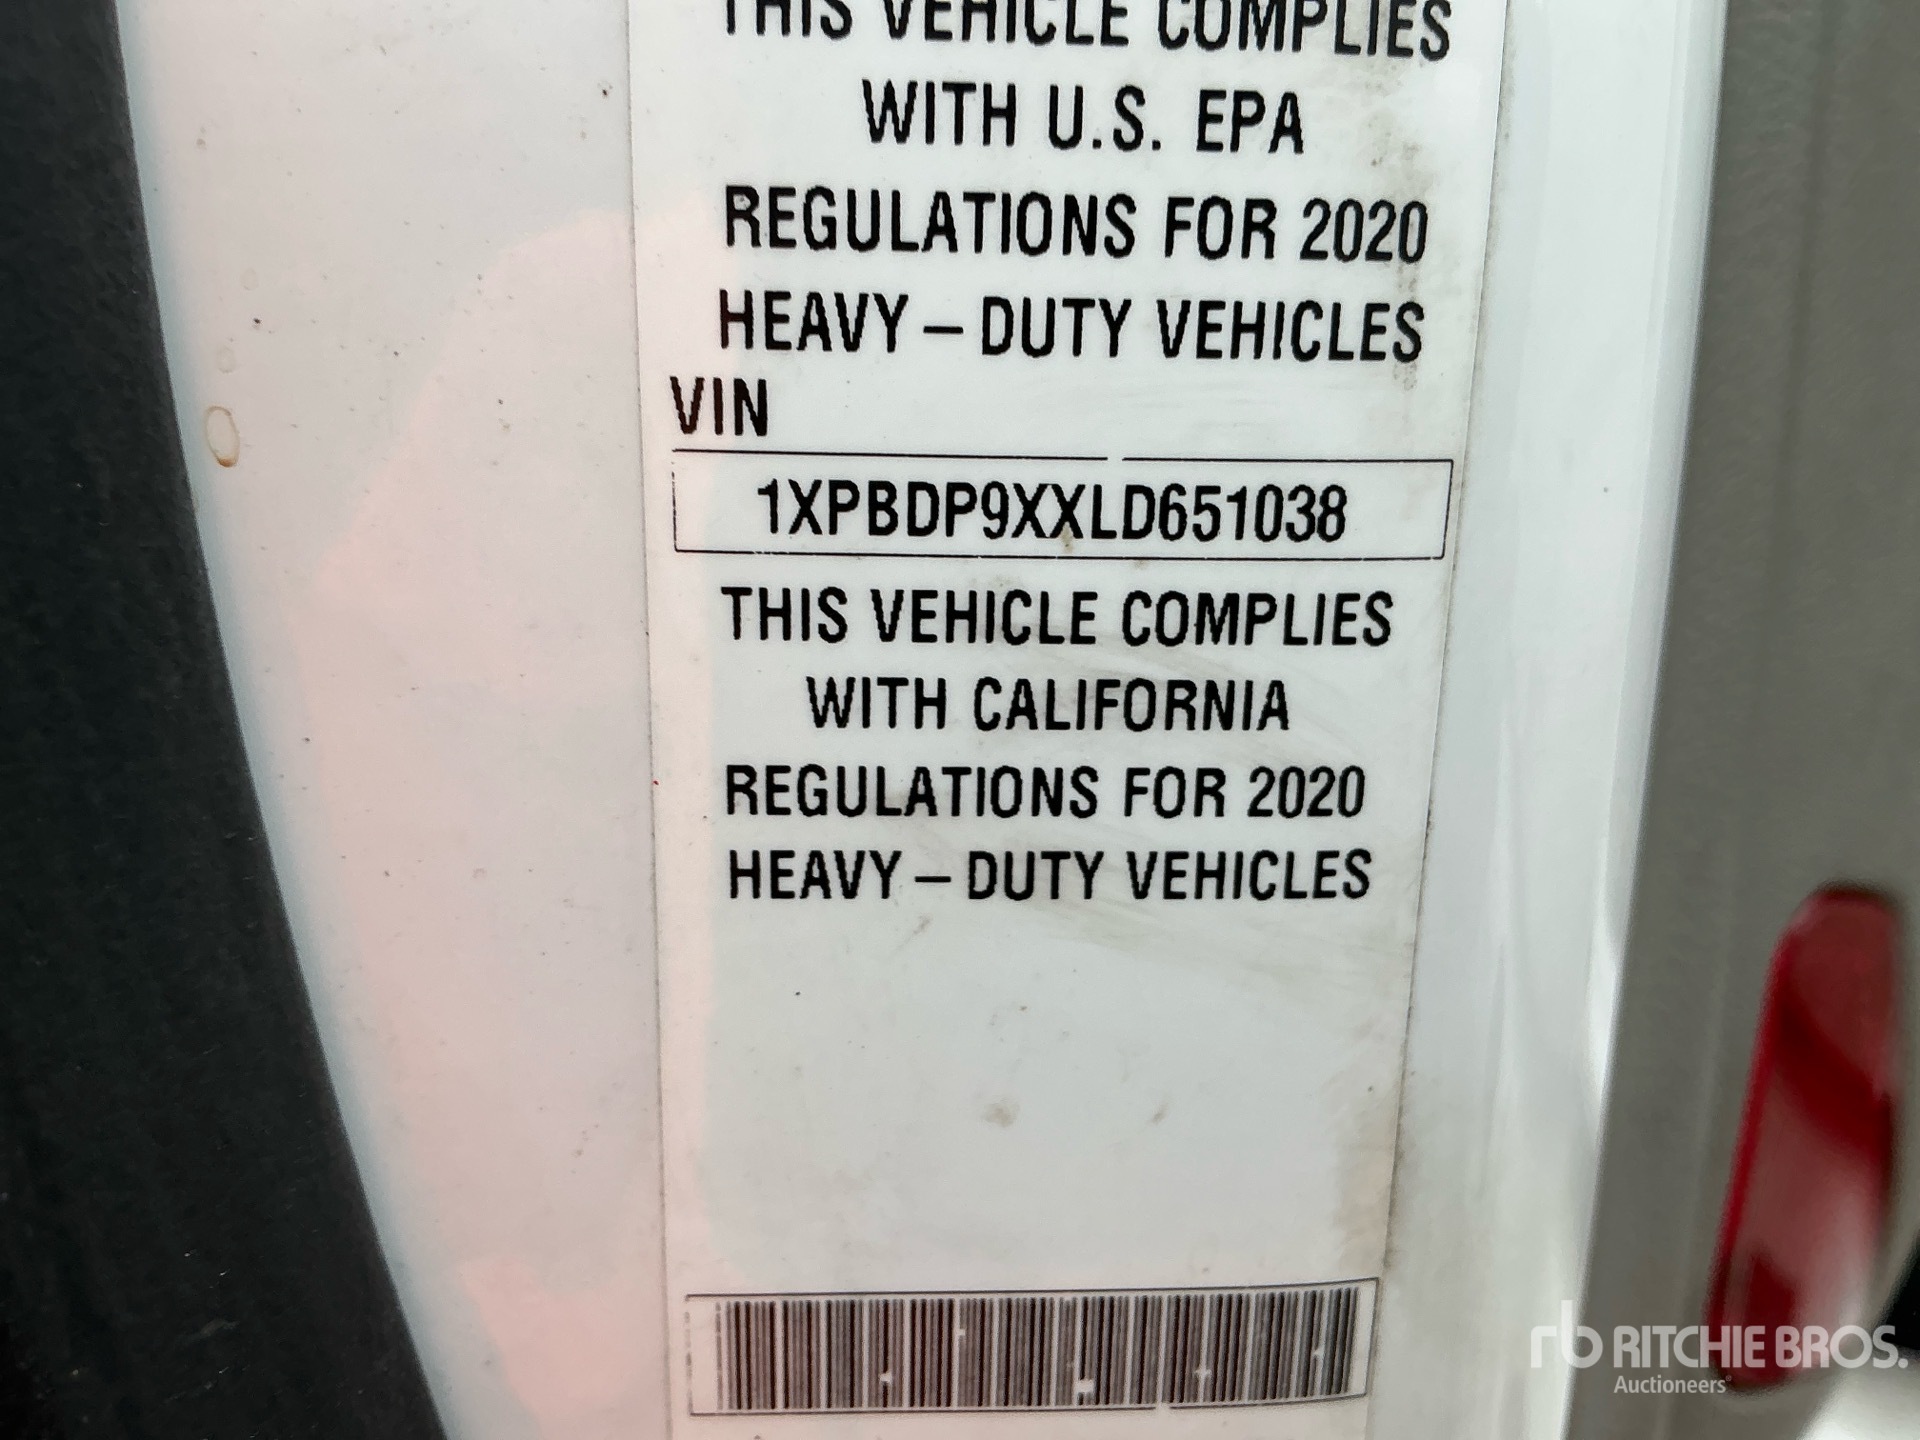 THIS VEHICLE COMPLIES
WITH U.S. EPA
REGULATIONS FOR 2020
HEAVY – DUTY VEHICLES
VIN
1XPBDP9XXLD651038
THIS VEHICLE COMPLIES
WITH CALIFORNIA
REGULATIONS FOR 2020
HEAVY – DUTY VEHICLES
rb RITCHIE BROS.
Auctioneers